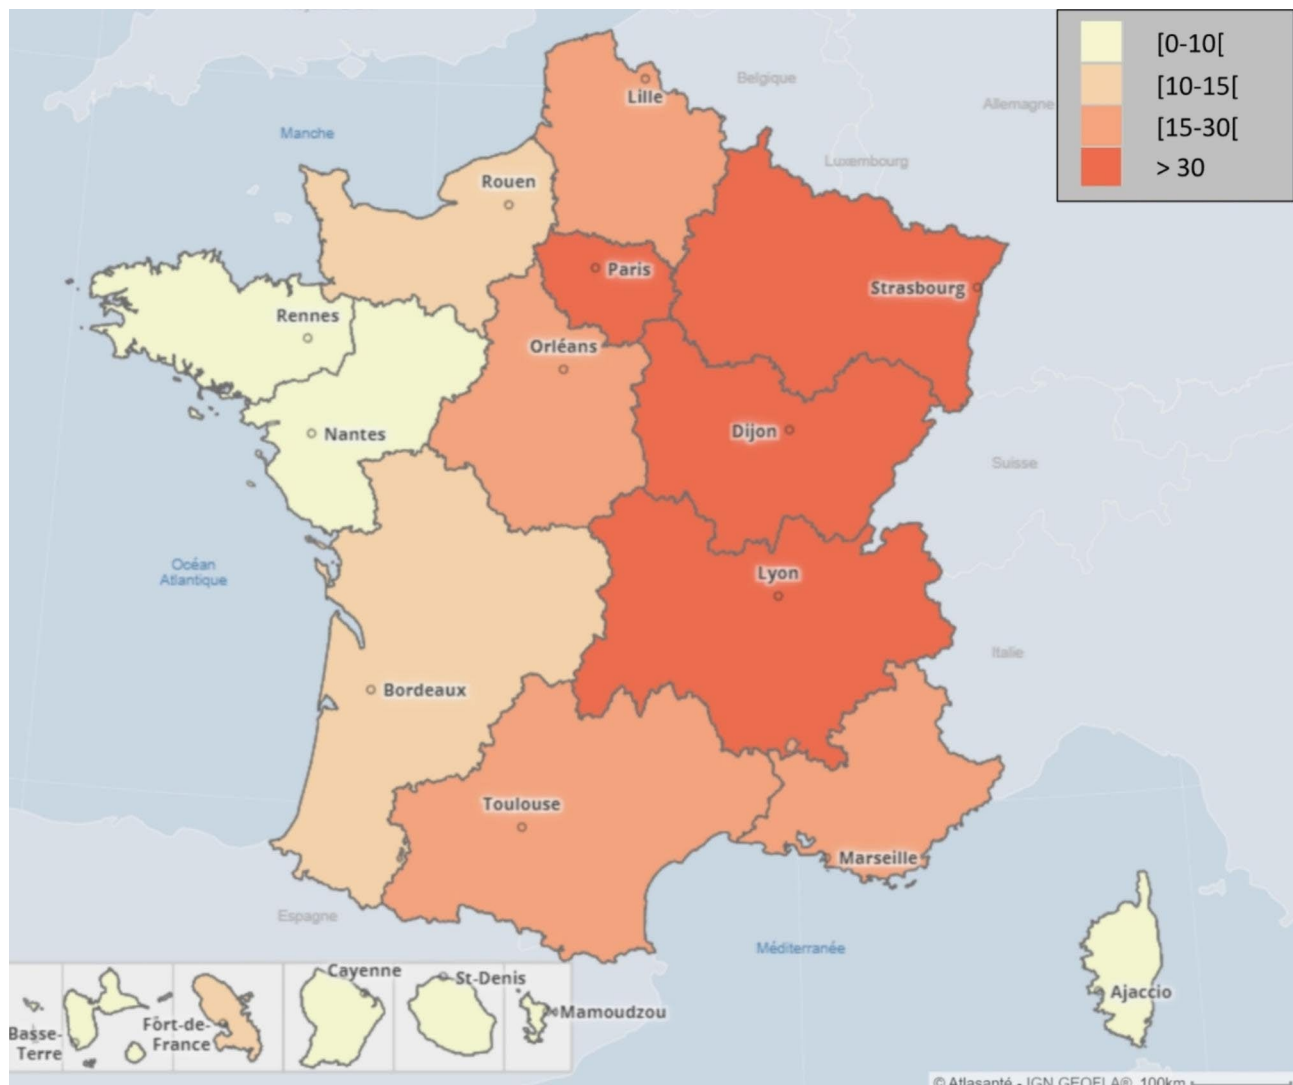 [0-10[
[10-15[
[15-30[
> 30
Belgique
Lille
Allemagne
Manche
Luxembourg
Rouen
Paris
Strasbourg
Rennes
Orléans
Dijon
Nantes
Suisse
Océan
Atlantique
Lyon
Italie
Bordeaux
Toulouse
Marseille
Espagne
Méditerranée
Cayenne
St-Denis
Ajaccio
Mamoudzou
Basse-
Terre
Fort-de-
France
© Atlasanté - IGN GEOFLA®, 100km